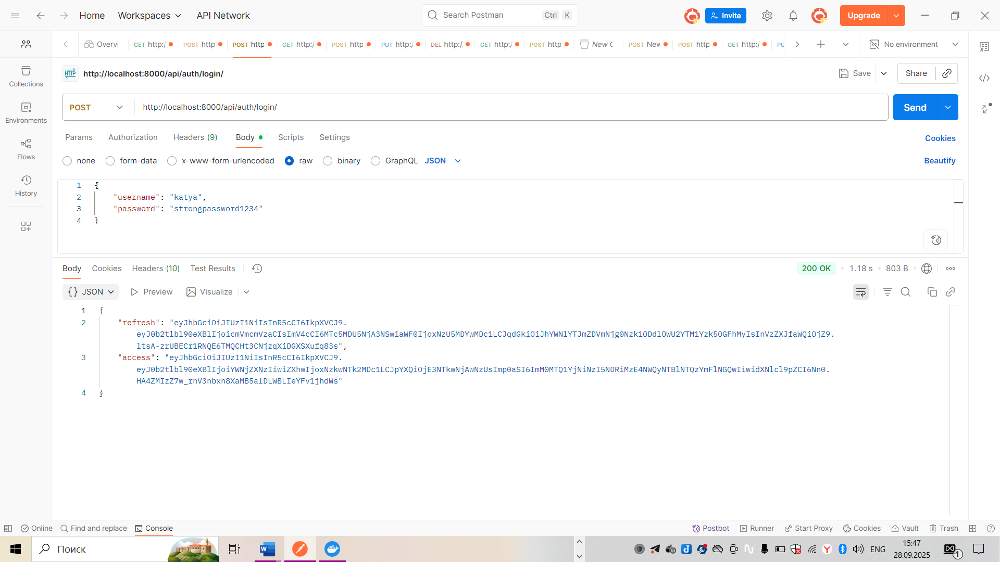 Home Workspaces API Network Search Postman Ctrl K Invite Upgrade
Overvi GET http:/ POST http POST http GET http:/ POST http PUT http:/ DEL http:/ GET http:/ POST http New C POST New POST http GET http:/ PU No environment
HTTP http://localhost:8000/api/auth/login/ Save Share
Collections
Environments
Flows
History
POST http://localhost:8000/api/auth/login/ Send
Params Authorization Headers (9) Body Scripts Settings Cookies
none form-data x-www-form-urlencoded raw binary GraphQL JSON Beautify
1 {
2 "username": "katya",
3 "password": "strongpassword1234"
4 }
Body Cookies Headers (10) Test Results 200 OK 1.18 s 803 B
{} JSON Preview Visualize
1 {
2 "refresh": "eyJhbGciOiJIUzI1NiIsInR5cCI6IkpXVCJ9.
eyJ0b2tlbl90eXBlIjoicmVmcmVzaCIsImV4cCI6MTc5MDU5NjA3NSwiaWF0IjoxNzU5MDYwMDc1LCJqdGkiOiJhYWNlYTJmZDVmNjg0Nzk1ODdlOWU2YTM1Yzk5OGFhMyIsInVzZXJfaWQiOjZ9.
ltsA-zrUBECr1RNQE6TMQCHt3CNjzqXiDGXSXufq83s",
3 "access": "eyJhbGciOiJIUzI1NiIsInR5cCI6IkpXVCJ9.
eyJ0b2tlbl90eXBlIjoiYWNjZXNzIiwiZXhwIjoxNzkwNTk2MDc1LCJpYXQiOjE3NTkwNjAwNzUsImp0aSI6ImM0MTQ1YjNiNzI5NDRiMzE4NWQyNTBlNTQzYmFlNGQwIiwidXNlcl9pZCI6Nn0.
HA4ZMIzZ7w_rnV3nbxn8XaMB5alDLWBLIeYFv1jhdWs"
4 }
Online Find and replace Console Postbot Runner Start Proxy Cookies Vault Trash
Поиск ENG 15:47
28.09.2025 1